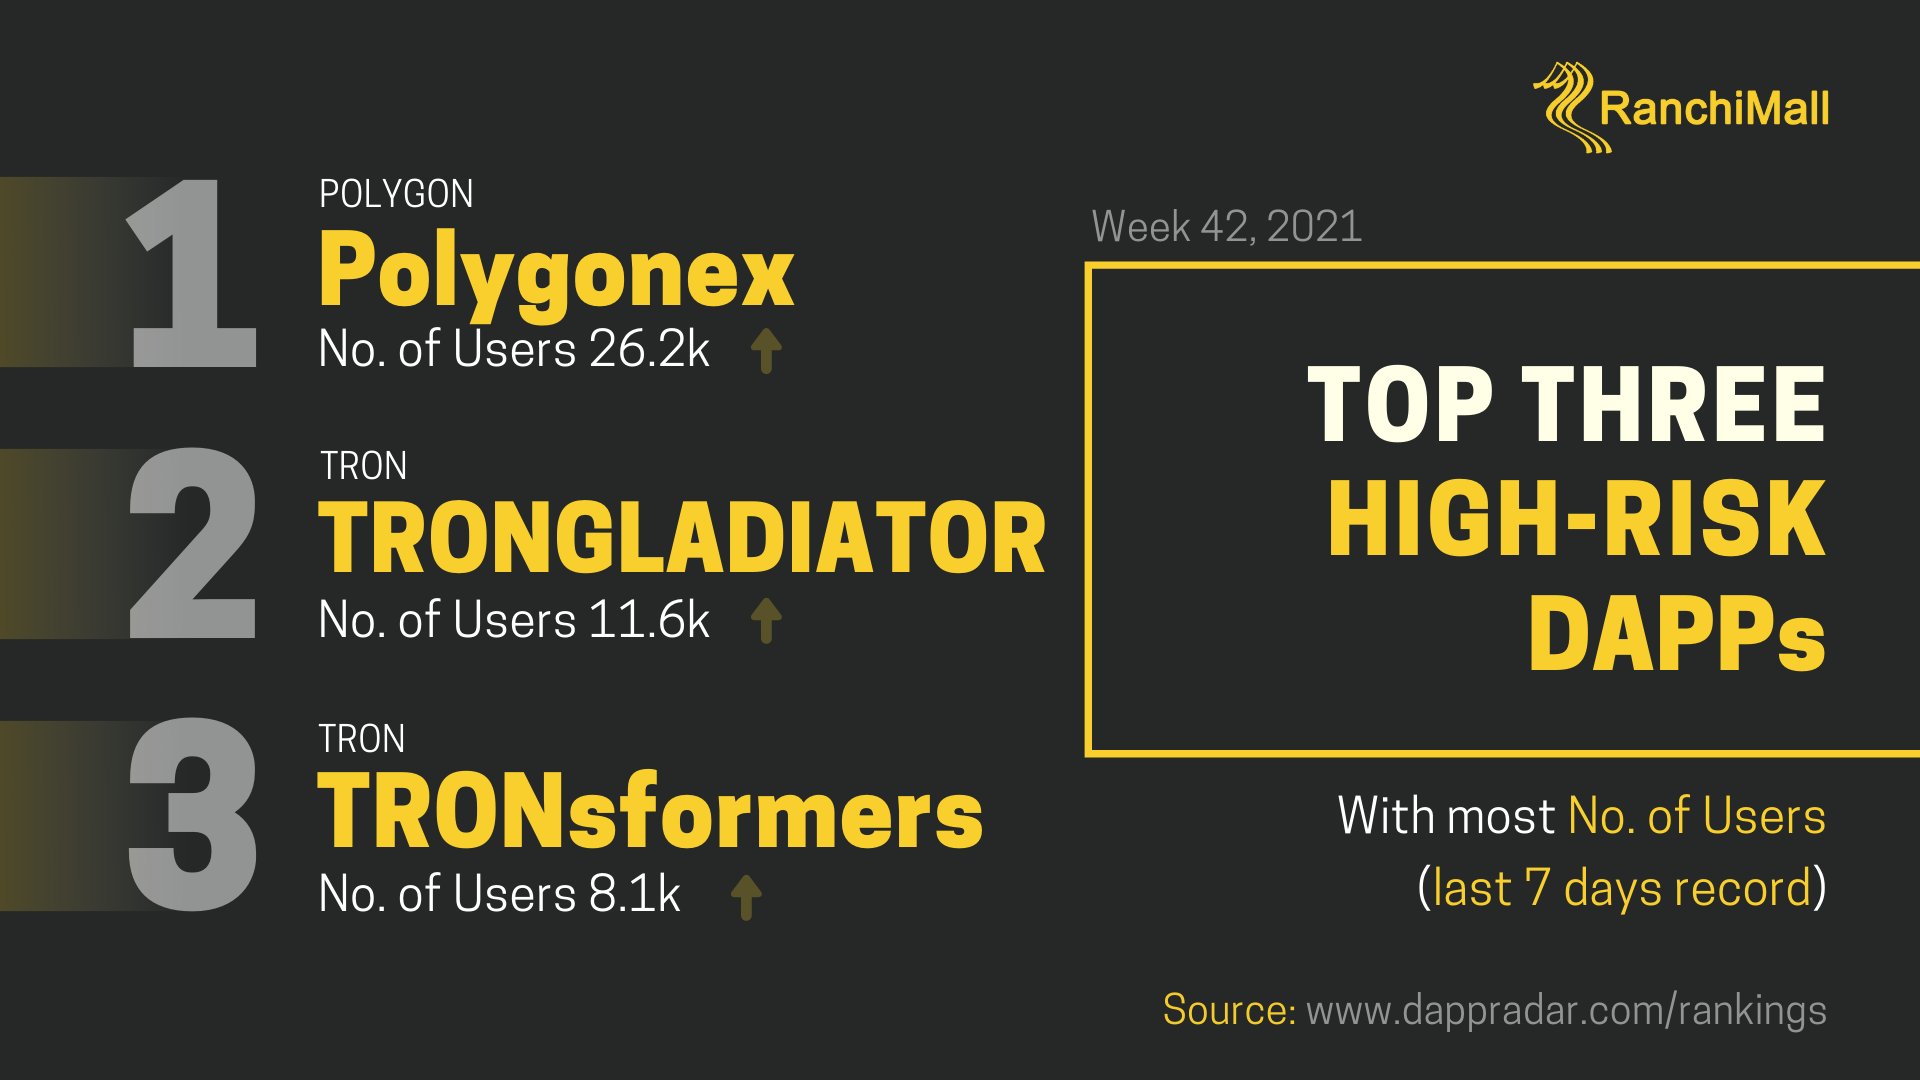 RanchiMall
1
POLYGON
Polygonex
No. of Users 26.2k
2
TRON
TRONGLADIATOR
No. of Users 11.6k
3
TRON
TRONsformers
No. of Users 8.1k
Week 42, 2021
TOP THREE
HIGH-RISK
DAPPs
With most No. of Users
(last 7 days record)
Source: www.dappradar.com/rankings